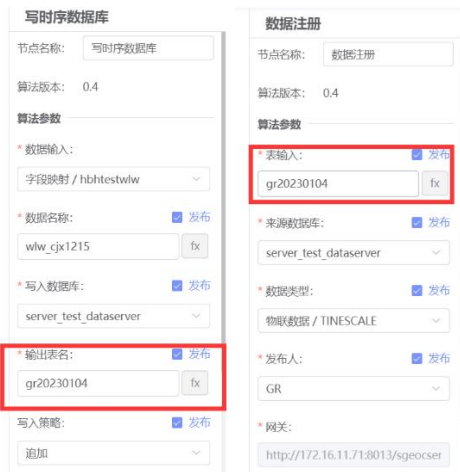 写时序数据库
节点名称： 写时序数据库
算法版本： 0.4
算法参数
* 数据输入：
字段映射 / hbhtestwlw
* 数据名称： 发布
wlw_cjx1215 fx
* 写入数据库： 发布
server_test_dataserver
* 输出表名： 发布
gr20230104 fx
写入策略： 发布
追加
数据注册
节点名称： 数据注册
算法版本： 0.4
算法参数
* 表输入： 发布
gr20230104 fx
* 来源数据库： 发布
server_test_dataserver
* 数据类型： 发布
物联数据 / TINESCALE
* 发布人： 发布
GR
* 网关：
http://172.16.11.71:8013/sgeocser